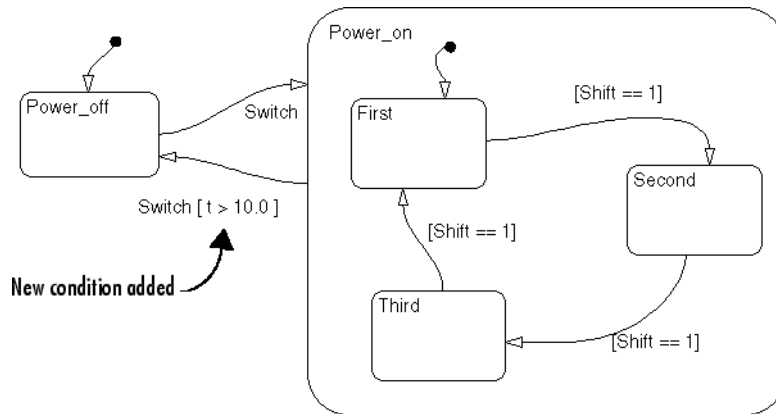 Power_on
Power_off
Switch
[Shift == 1]
First
Second
Switch [ t > 10.0 ]
[Shift == 1]
New condition added
Third
[Shift == 1]